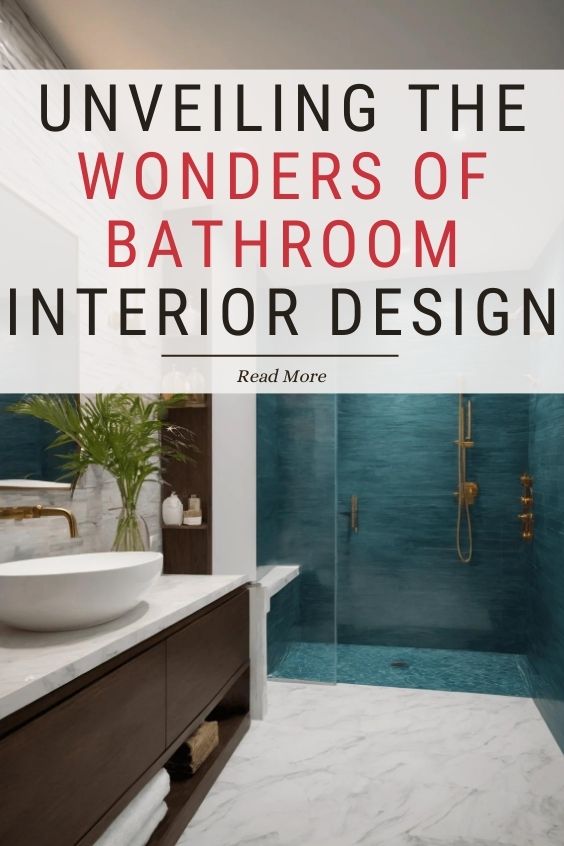 UNVEILING THE
WONDERS OF
BATHROOM
INTERIOR DESIGN
Read More